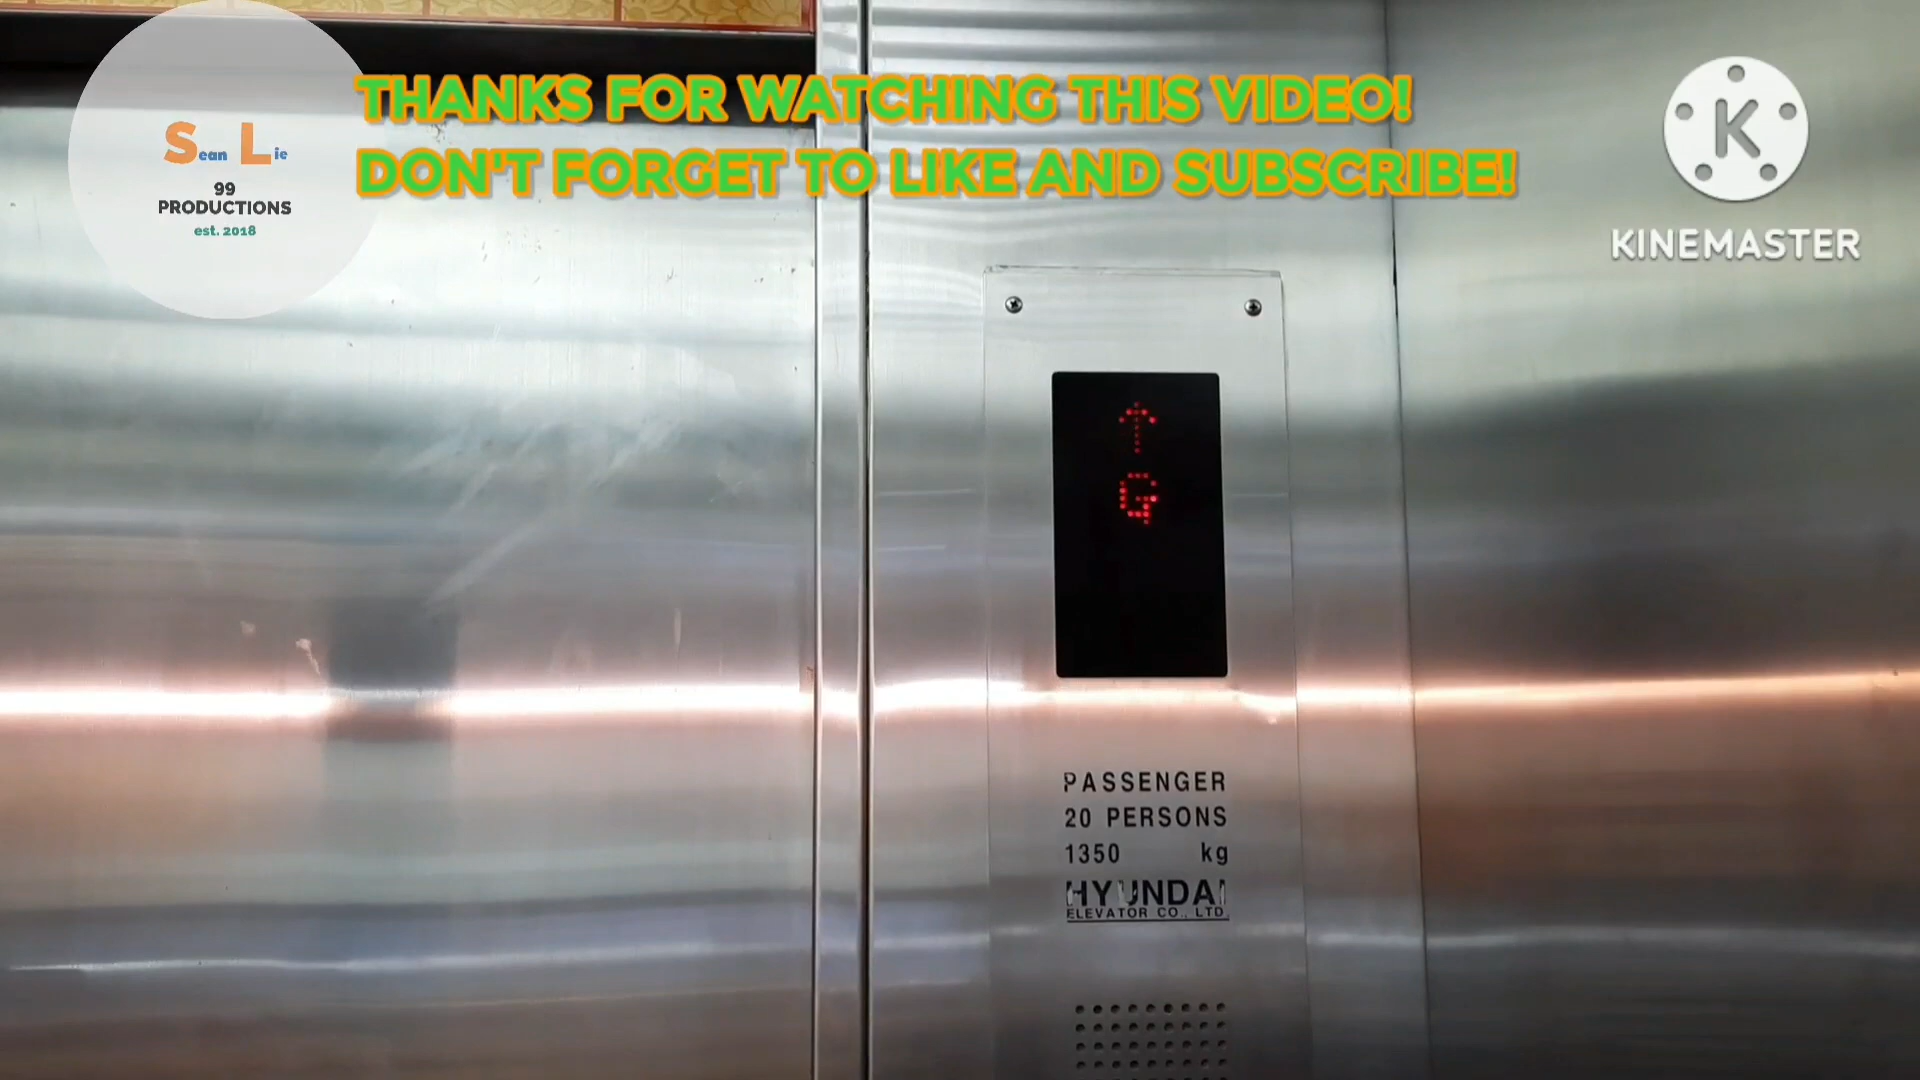 THANKS FOR WATCHING THIS VIDEO!
DON'T FORGET TO LIKE AND SUBSCRIBE!
Sean Lie
99
PRODUCTIONS
est. 2018
K
KINEMASTER
G
PASSENGER
20 PERSONS
1350 kg
HYUNDAI
ELEVATOR CO., LTD.